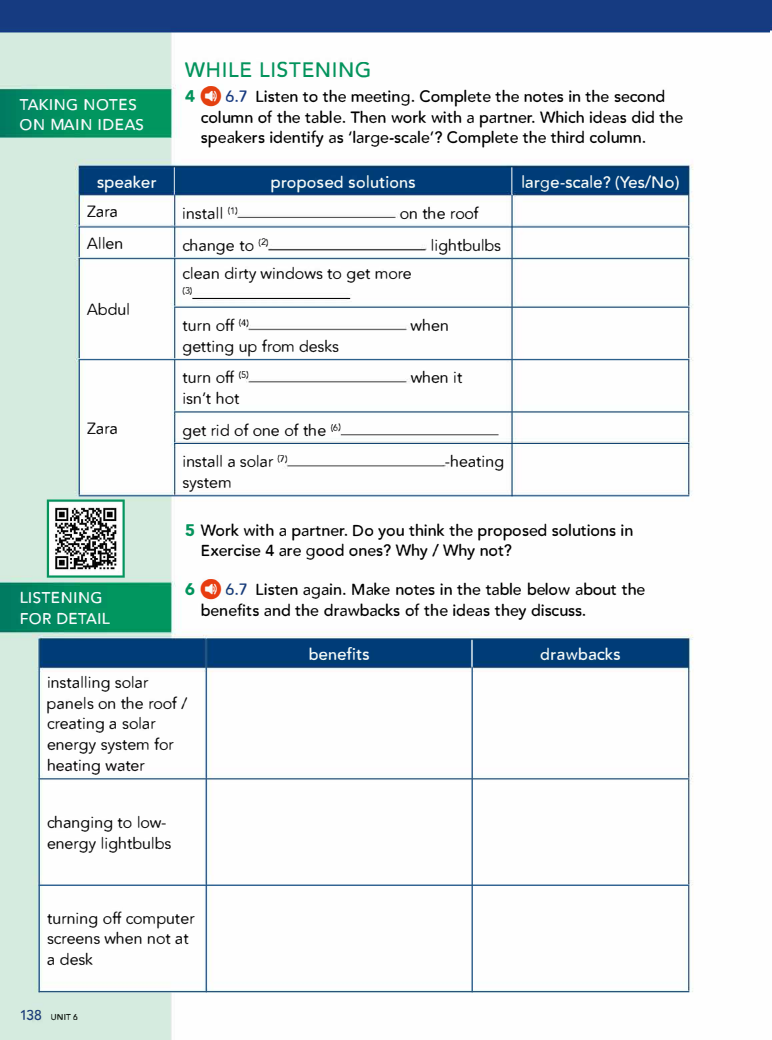 WHILE LISTENING
TAKING NOTES
ON MAIN IDEAS
4 6.7 Listen to the meeting. Complete the notes in the second
column of the table. Then work with a partner. Which ideas did the
speakers identify as ‘large-scale’? Complete the third column.
speaker proposed solutions large-scale? (Yes/No)
Zara install (1)____________ on the roof
Allen change to (2)____________ lightbulbs
Abdul
clean dirty windows to get more
(3)____________
turn off (4)____________ when
getting up from desks
Zara
turn off (5)____________ when it
isn’t hot
get rid of one of the (6)____________
install a solar (7)____________-heating
system
5 Work with a partner. Do you think the proposed solutions in
Exercise 4 are good ones? Why / Why not?
LISTENING
FOR DETAIL
6 6.7 Listen again. Make notes in the table below about the
benefits and the drawbacks of the ideas they discuss.
benefits drawbacks
installing solar
panels on the roof /
creating a solar
energy system for
heating water
changing to low-
energy lightbulbs
turning off computer
screens when not at
a desk
138 UNIT 6